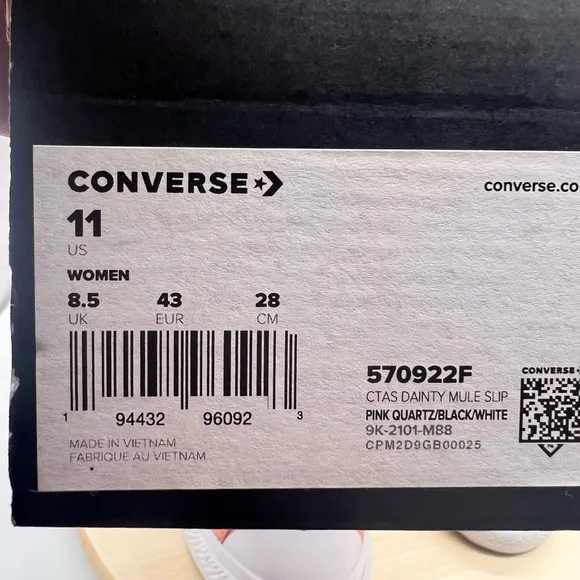 CONVERSE
converse.co
11
US
WOMEN
8.5 43 28
UK EUR CM
1 94432 96092 3
MADE IN VIETNAM
FABRIQUE AU VIETNAM
570922F
CTAS DAINTY MULE SLIP
PINK QUARTZ/BLACK/WHITE
9K-2101-M88
CPM2D9GB00025
CONVERSE